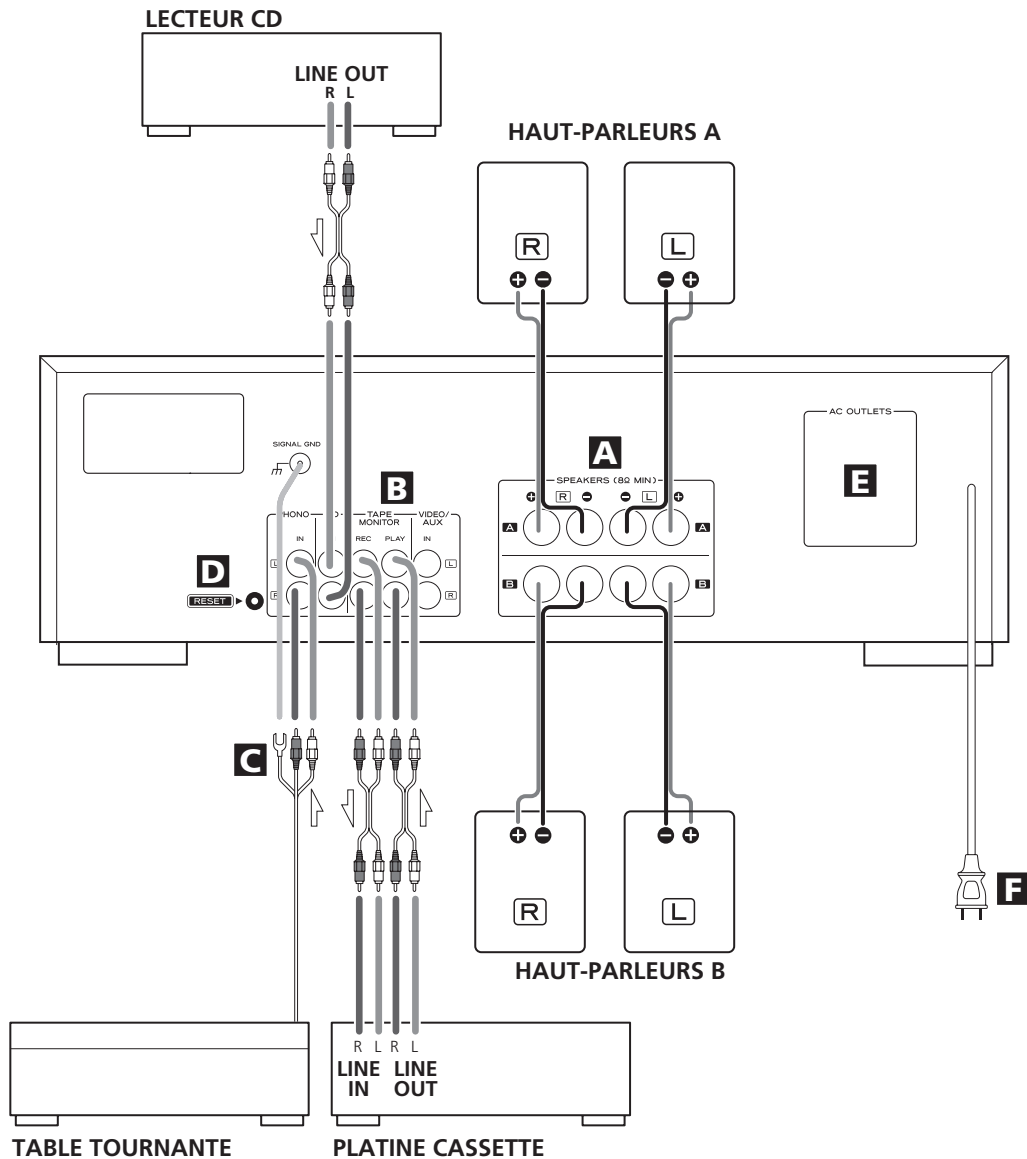 LECTEUR CD
LINE OUT
R L
HAUT-PARLEURS A
R
L
AC OUTLETS
SIGNAL GND
A
SPEAKERS (8Ω MIN)
R
L
E
B
PHONO
TAPE MONITOR
VIDEO/AUX
IN
REC
PLAY
IN
A
A
D
L
L
RESET
R
R
B
B
C
R
L
F
HAUT-PARLEURS B
R L R L
LINE IN
LINE OUT
TABLE TOURNANTE
PLATINE CASSETTE